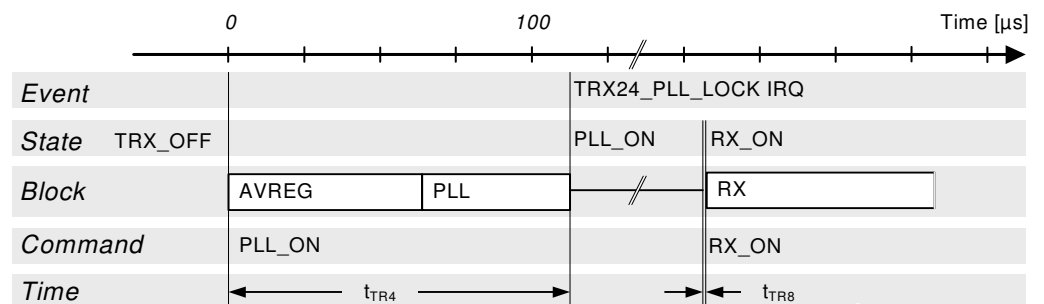 0 100 Time [µs]
Event TRX24_PLL_LOCK IRQ
State TRX_OFF PLL_ON RX_ON
Block AVREG PLL RX
Command PLL_ON RX_ON
Time tTR4 tTR8